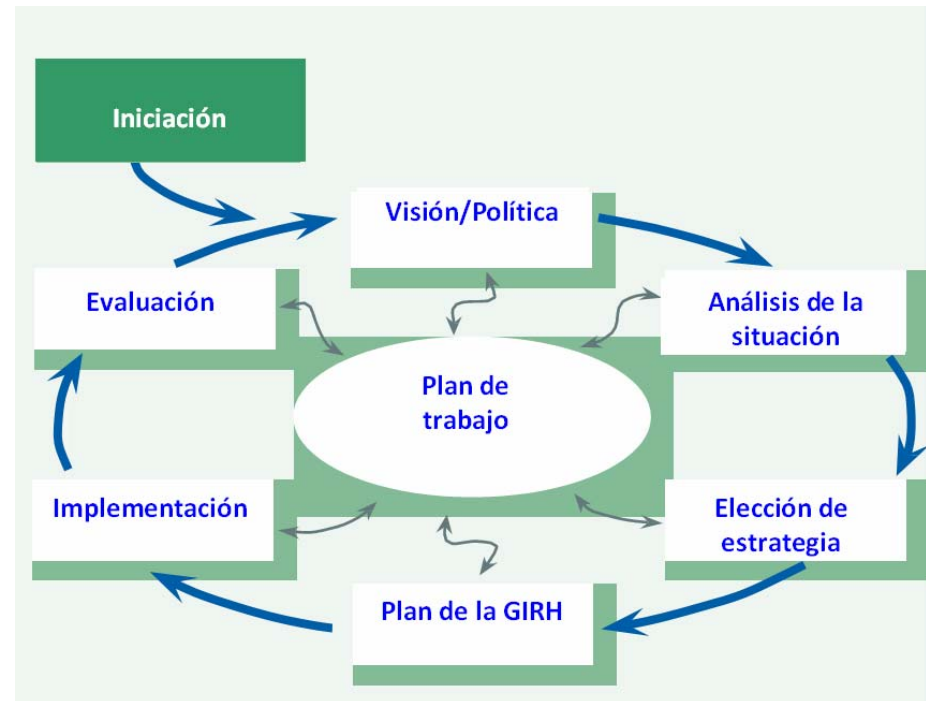 Iniciación
Visión/Política
Evaluación
Análisis de la
situación
Plan de
trabajo
Implementación
Elección de
estrategia
Plan de la GIRH